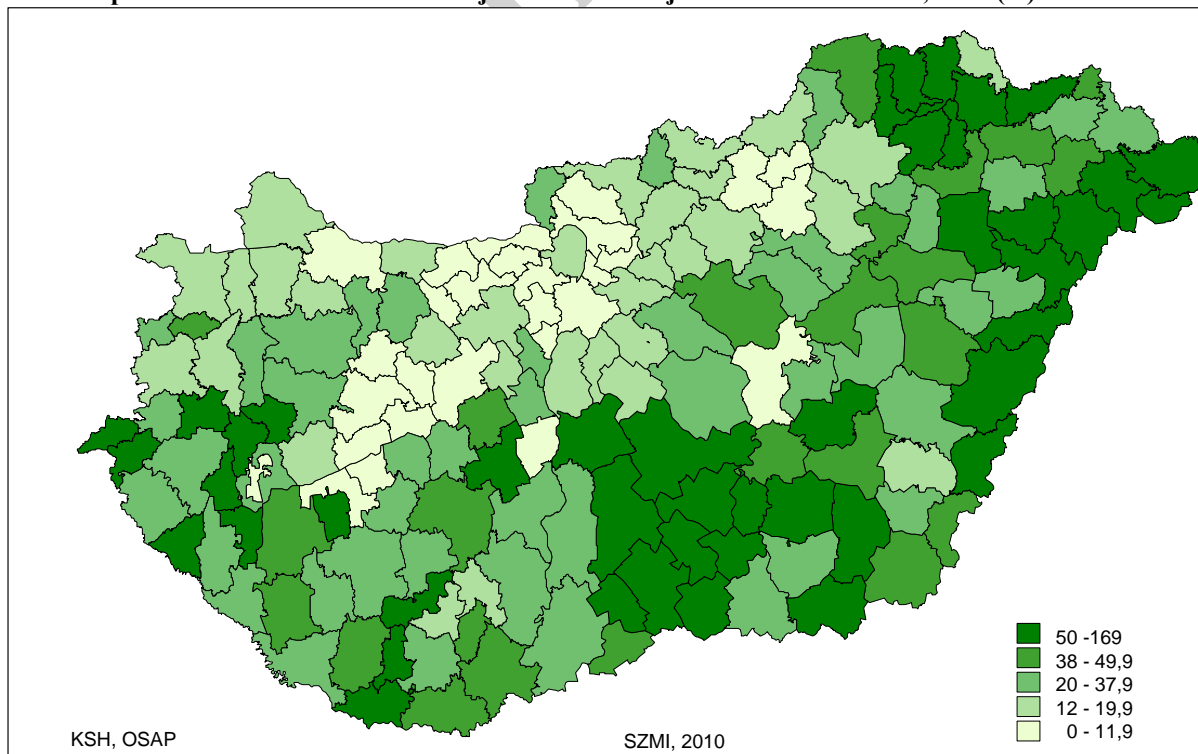 50 -169
38 - 49,9
20 - 37,9
12 - 19,9
0 - 11,9
KSH, OSAP
SZMI, 2010